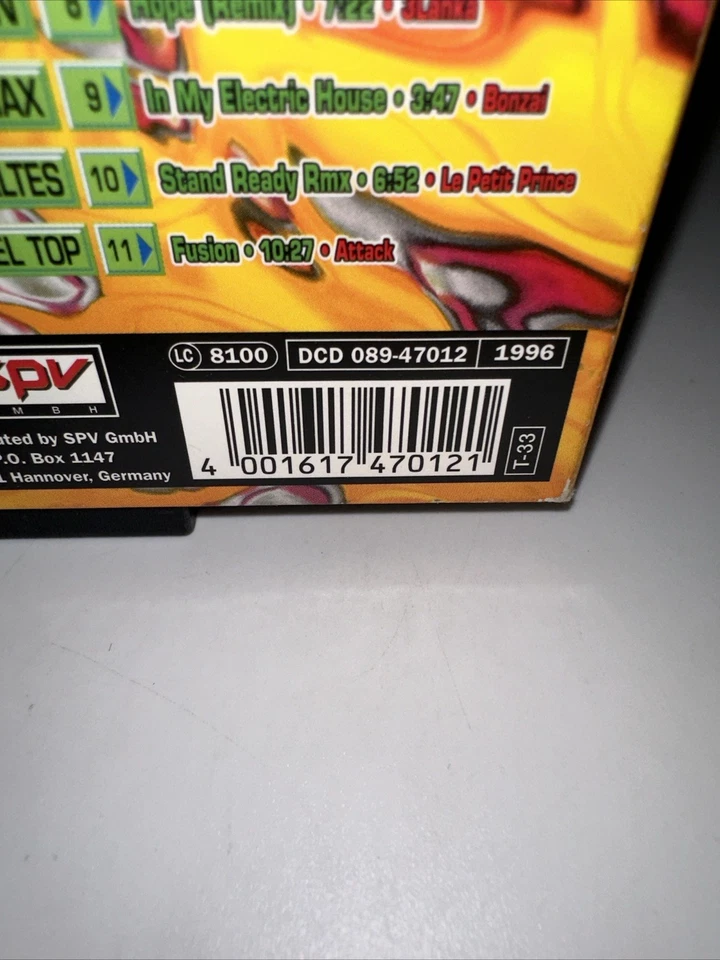 8 Hope (Remix) • 7:22 •
AX 9 In My Electric House • 3:47 • Bonzai
LTES 10 Stand Ready Rmx • 6:52 • Le Petit Prince
EL TOP 11 Fusion • 10:27 • Attack
spv
M B H
LC 8100 DCD 089-47012 1996
uted by SPV GmbH
P.O. Box 1147
1 Hannover, Germany
4 001617 470121
T-33